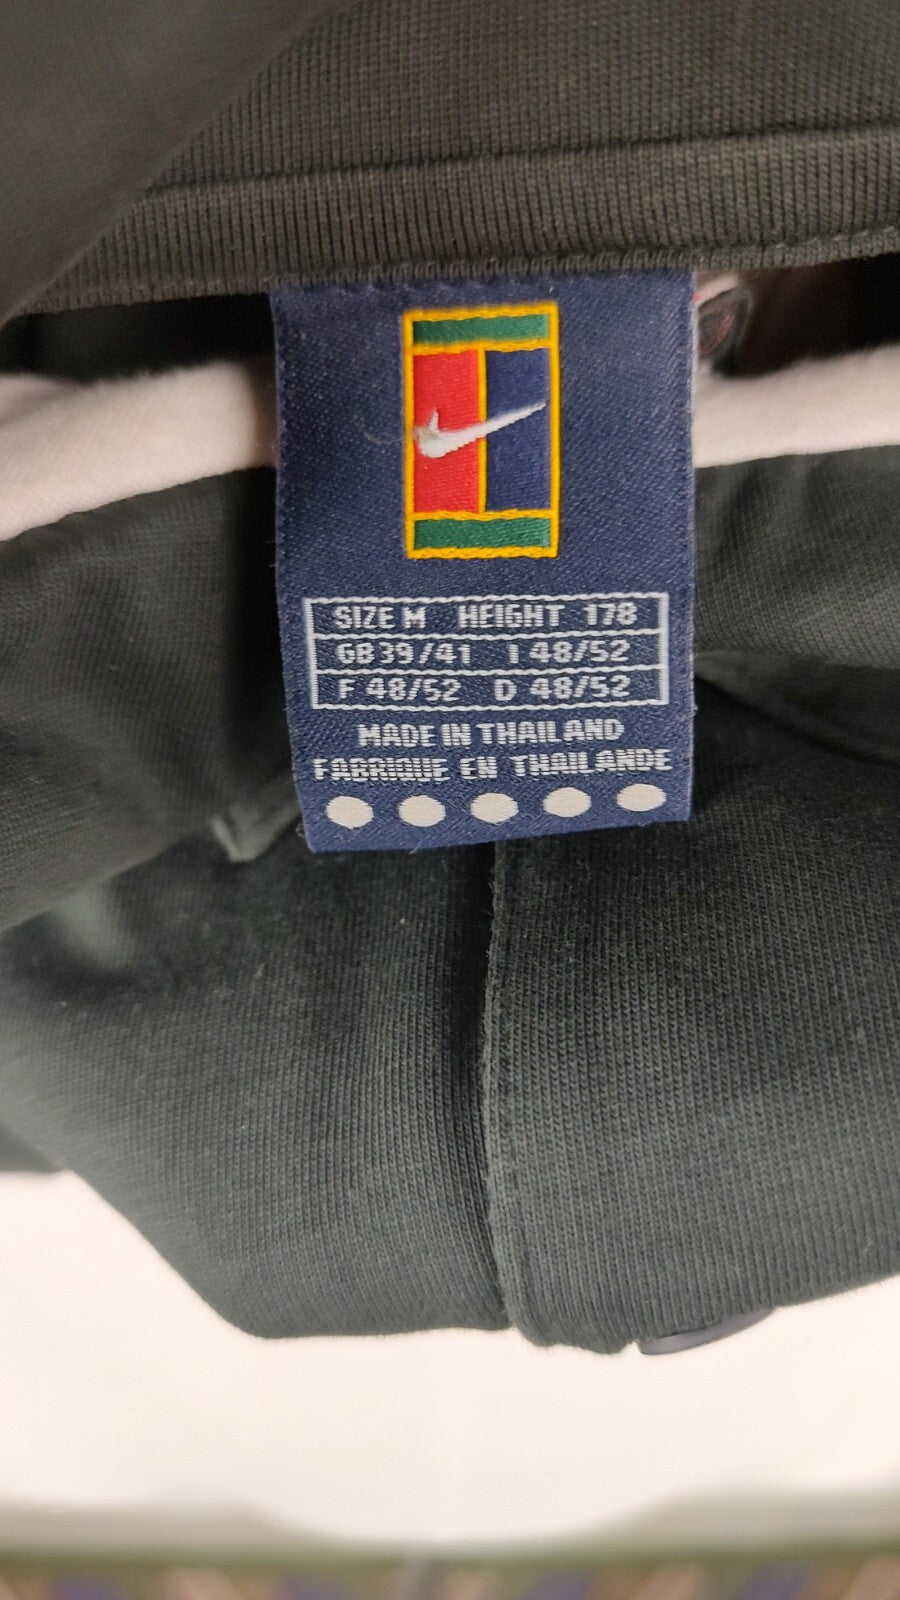 SIZE M HEIGHT 178
GB 39/41 I 48/52
F 48/52 D 48/52
MADE IN THAILAND
FABRIQUE EN THAILANDE